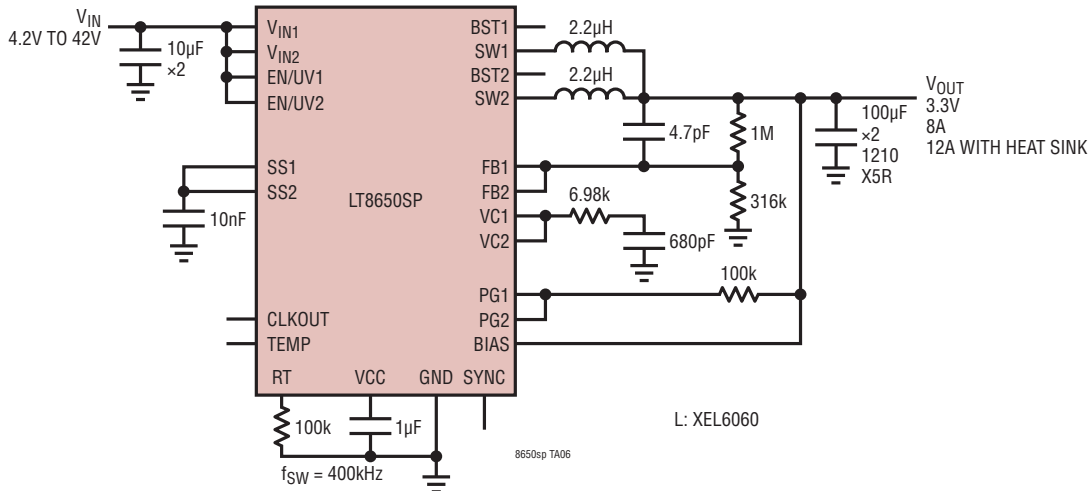 VIN
4.2V TO 42V
10µF
×2
VIN1
VIN2
EN/UV1
EN/UV2
SS1
SS2
10nF
CLKOUT
TEMP
LT8650SP
RT
VCC
GND
SYNC
100k
1µF
fSW = 400kHz
BST1
SW1
BST2
SW2
2.2µH
2.2µH
4.7pF
1M
FB1
FB2
316k
VC1
VC2
6.98k
680pF
PG1
PG2
BIAS
100k
100µF
×2
1210
X5R
VOUT
3.3V
8A
12A WITH HEAT SINK
L: XEL6060
8650sp TA06